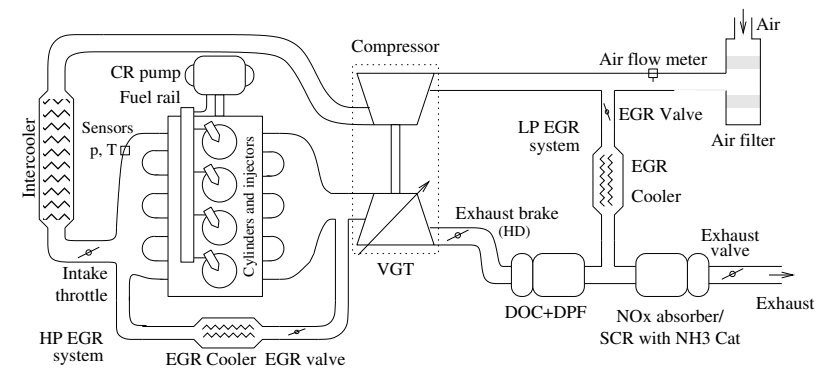 Air
Compressor
Air flow meter
CR pump
Fuel rail
EGR Valve
LP EGR
system
Air filter
Sensors
p, T
Intercooler
Cylinders and injectors
EGR
Cooler
Exhaust brake
(HD)
Exhaust
valve
Intake
throttle
VGT
Exhaust
DOC+DPF
NOx absorber/
SCR with NH3 Cat
HP EGR
system
EGR Cooler
EGR valve